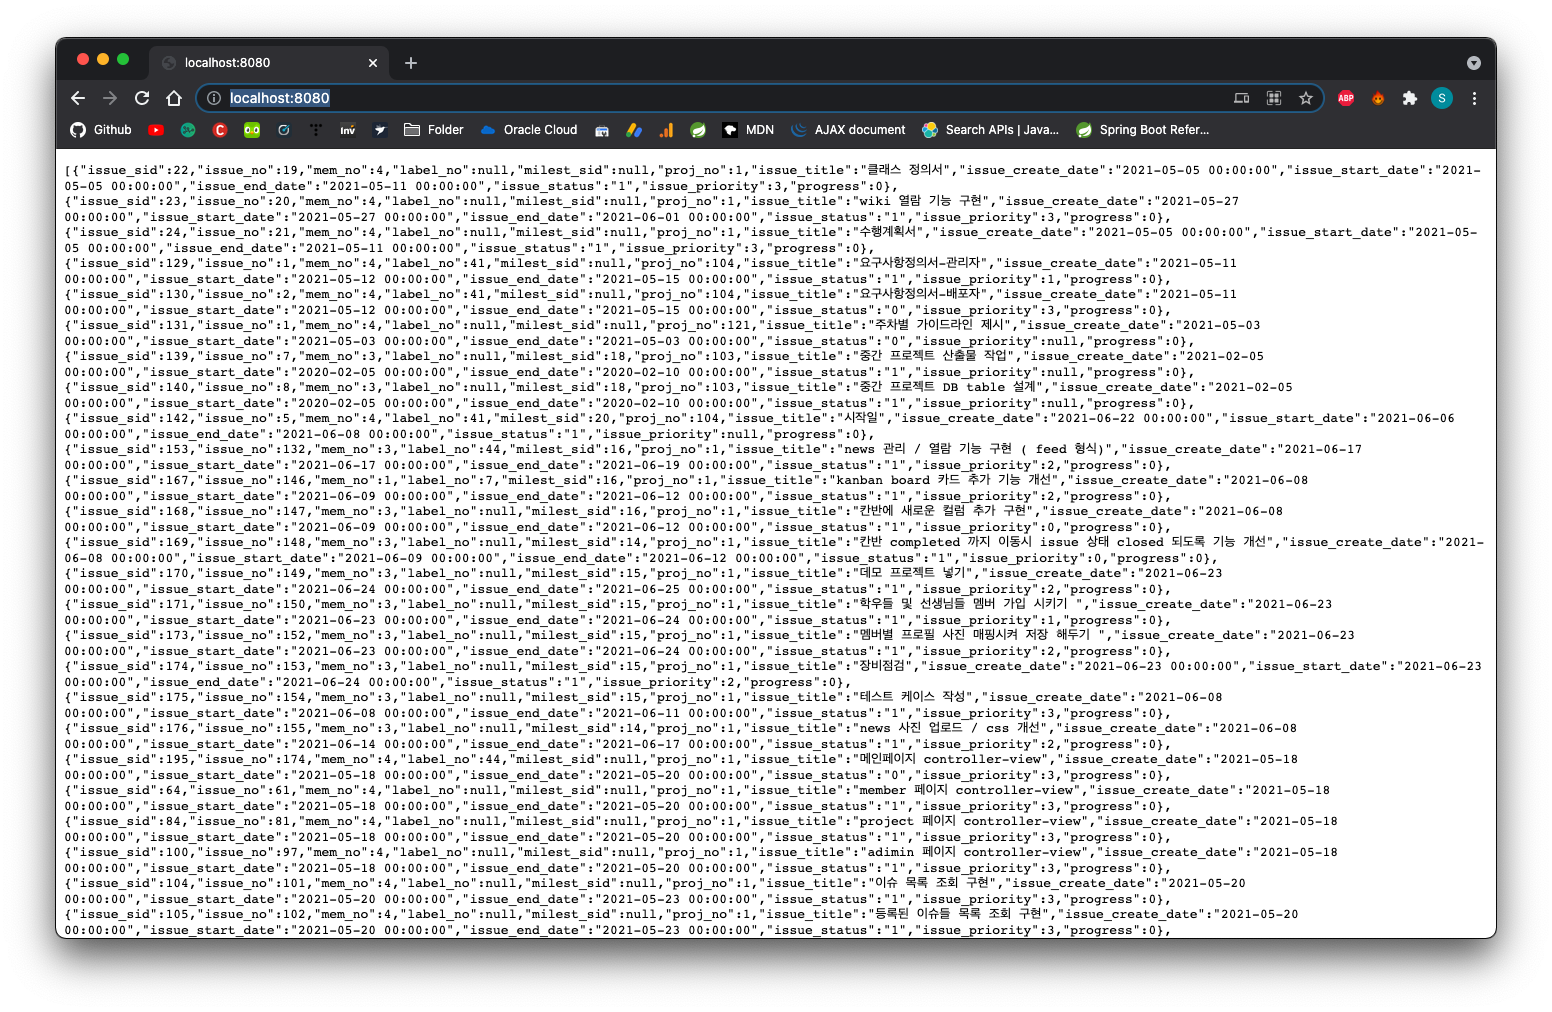 localhost:8080
localhost:8080
ABP
S
Github
C
Inv
Folder
Oracle Cloud
MDN
AJAX document
Search APIs | Java...
Spring Boot Refer...
[{"issue_sid":22,"issue_no":19,"mem_no":4,"label_no":null,"milest_sid":null,"proj_no":1,"issue_title":"클래스 정의서","issue_create_date":"2021-05-05 00:00:00","issue_start_date":"2021-
05-05 00:00:00","issue_end_date":"2021-05-11 00:00:00","issue_status":"1","issue_priority":3,"progress":0},
{"issue_sid":23,"issue_no":20,"mem_no":4,"label_no":null,"milest_sid":null,"proj_no":1,"issue_title":"wiki 열람 기능 구현","issue_create_date":"2021-05-27
00:00:00","issue_start_date":"2021-05-27 00:00:00","issue_end_date":"2021-06-01 00:00:00","issue_status":"1","issue_priority":3,"progress":0},
{"issue_sid":24,"issue_no":21,"mem_no":4,"label_no":null,"milest_sid":null,"proj_no":1,"issue_title":"수행계획서","issue_create_date":"2021-05-05 00:00:00","issue_start_date":"2021-05-
05 00:00:00","issue_end_date":"2021-05-11 00:00:00","issue_status":"1","issue_priority":3,"progress":0},
{"issue_sid":129,"issue_no":1,"mem_no":4,"label_no":41,"milest_sid":null,"proj_no":104,"issue_title":"요구사항정의서-관리자","issue_create_date":"2021-05-11
00:00:00","issue_start_date":"2021-05-12 00:00:00","issue_end_date":"2021-05-15 00:00:00","issue_status":"1","issue_priority":1,"progress":0},
{"issue_sid":130,"issue_no":2,"mem_no":4,"label_no":41,"milest_sid":null,"proj_no":104,"issue_title":"요구사항정의서-배포자","issue_create_date":"2021-05-11
00:00:00","issue_start_date":"2021-05-12 00:00:00","issue_end_date":"2021-05-15 00:00:00","issue_status":"0","issue_priority":3,"progress":0},
{"issue_sid":131,"issue_no":1,"mem_no":4,"label_no":null,"milest_sid":null,"proj_no":121,"issue_title":"주차별 가이드라인 제시","issue_create_date":"2021-05-03
00:00:00","issue_start_date":"2021-05-03 00:00:00","issue_end_date":"2021-05-03 00:00:00","issue_status":"0","issue_priority":null,"progress":0},
{"issue_sid":139,"issue_no":7,"mem_no":3,"label_no":null,"milest_sid":18,"proj_no":103,"issue_title":"중간 프로젝트 산출물 작업","issue_create_date":"2021-02-05
00:00:00","issue_start_date":"2020-02-05 00:00:00","issue_end_date":"2020-02-10 00:00:00","issue_status":"1","issue_priority":null,"progress":0},
{"issue_sid":140,"issue_no":8,"mem_no":3,"label_no":null,"milest_sid":18,"proj_no":103,"issue_title":"중간 프로젝트 DB table 설계","issue_create_date":"2021-02-05
00:00:00","issue_start_date":"2020-02-05 00:00:00","issue_end_date":"2020-02-10 00:00:00","issue_status":"1","issue_priority":null,"progress":0},
{"issue_sid":142,"issue_no":5,"mem_no":4,"label_no":41,"milest_sid":20,"proj_no":104,"issue_title":"시작일","issue_create_date":"2021-06-22 00:00:00","issue_start_date":"2021-06-06
00:00:00","issue_end_date":"2021-06-08 00:00:00","issue_status":"1","issue_priority":null,"progress":0},
{"issue_sid":153,"issue_no":132,"mem_no":3,"label_no":44,"milest_sid":16,"proj_no":1,"issue_title":"news 관리 / 열람 기능 구현 ( feed 형식)","issue_create_date":"2021-06-17
00:00:00","issue_start_date":"2021-06-17 00:00:00","issue_end_date":"2021-06-19 00:00:00","issue_status":"1","issue_priority":2,"progress":0},
{"issue_sid":167,"issue_no":146,"mem_no":1,"label_no":7,"milest_sid":16,"proj_no":1,"issue_title":"kanban board 카드 추가 기능 개선","issue_create_date":"2021-06-08
00:00:00","issue_start_date":"2021-06-09 00:00:00","issue_end_date":"2021-06-12 00:00:00","issue_status":"1","issue_priority":2,"progress":0},
{"issue_sid":168,"issue_no":147,"mem_no":3,"label_no":null,"milest_sid":16,"proj_no":1,"issue_title":"칸반에 새로운 컬럼 추가 구현","issue_create_date":"2021-06-08
00:00:00","issue_start_date":"2021-06-09 00:00:00","issue_end_date":"2021-06-12 00:00:00","issue_status":"1","issue_priority":0,"progress":0},
{"issue_sid":169,"issue_no":148,"mem_no":3,"label_no":null,"milest_sid":14,"proj_no":1,"issue_title":"칸반 completed 까지 이동시 issue 상태 closed 되도록 기능 개선","issue_create_date":"2021-
06-08 00:00:00","issue_start_date":"2021-06-09 00:00:00","issue_end_date":"2021-06-12 00:00:00","issue_status":"1","issue_priority":0,"progress":0},
{"issue_sid":170,"issue_no":149,"mem_no":3,"label_no":null,"milest_sid":15,"proj_no":1,"issue_title":"데모 프로젝트 넣기","issue_create_date":"2021-06-23
00:00:00","issue_start_date":"2021-06-24 00:00:00","issue_end_date":"2021-06-25 00:00:00","issue_status":"1","issue_priority":2,"progress":0},
{"issue_sid":171,"issue_no":150,"mem_no":3,"label_no":null,"milest_sid":15,"proj_no":1,"issue_title":"학우들 및 선생님들 멤버 가입 시키기 ","issue_create_date":"2021-06-23
00:00:00","issue_start_date":"2021-06-23 00:00:00","issue_end_date":"2021-06-24 00:00:00","issue_status":"1","issue_priority":1,"progress":0},
{"issue_sid":173,"issue_no":152,"mem_no":3,"label_no":null,"milest_sid":15,"proj_no":1,"issue_title":"멤버별 프로필 사진 매핑시켜 저장 해두기 ","issue_create_date":"2021-06-23
00:00:00","issue_start_date":"2021-06-23 00:00:00","issue_end_date":"2021-06-24 00:00:00","issue_status":"1","issue_priority":2,"progress":0},
{"issue_sid":174,"issue_no":153,"mem_no":3,"label_no":null,"milest_sid":15,"proj_no":1,"issue_title":"장비점검","issue_create_date":"2021-06-23 00:00:00","issue_start_date":"2021-06-23
00:00:00","issue_end_date":"2021-06-24 00:00:00","issue_status":"1","issue_priority":2,"progress":0},
{"issue_sid":175,"issue_no":154,"mem_no":3,"label_no":null,"milest_sid":15,"proj_no":1,"issue_title":"테스트 케이스 작성","issue_create_date":"2021-06-08
00:00:00","issue_start_date":"2021-06-08 00:00:00","issue_end_date":"2021-06-11 00:00:00","issue_status":"1","issue_priority":3,"progress":0},
{"issue_sid":176,"issue_no":155,"mem_no":3,"label_no":null,"milest_sid":14,"proj_no":1,"issue_title":"news 사진 업로드 / css 개선","issue_create_date":"2021-06-08
00:00:00","issue_start_date":"2021-06-14 00:00:00","issue_end_date":"2021-06-17 00:00:00","issue_status":"1","issue_priority":2,"progress":0},
{"issue_sid":195,"issue_no":174,"mem_no":4,"label_no":44,"milest_sid":null,"proj_no":1,"issue_title":"메인페이지 controller-view","issue_create_date":"2021-05-18
00:00:00","issue_start_date":"2021-05-18 00:00:00","issue_end_date":"2021-05-20 00:00:00","issue_status":"0","issue_priority":3,"progress":0},
{"issue_sid":64,"issue_no":61,"mem_no":4,"label_no":null,"milest_sid":null,"proj_no":1,"issue_title":"member 페이지 controller-view","issue_create_date":"2021-05-18
00:00:00","issue_start_date":"2021-05-18 00:00:00","issue_end_date":"2021-05-20 00:00:00","issue_status":"1","issue_priority":3,"progress":0},
{"issue_sid":84,"issue_no":81,"mem_no":4,"label_no":null,"milest_sid":null,"proj_no":1,"issue_title":"project 페이지 controller-view","issue_create_date":"2021-05-18
00:00:00","issue_start_date":"2021-05-18 00:00:00","issue_end_date":"2021-05-20 00:00:00","issue_status":"1","issue_priority":3,"progress":0},
{"issue_sid":100,"issue_no":97,"mem_no":4,"label_no":null,"milest_sid":null,"proj_no":1,"issue_title":"adimin 페이지 controller-view","issue_create_date":"2021-05-18
00:00:00","issue_start_date":"2021-05-18 00:00:00","issue_end_date":"2021-05-20 00:00:00","issue_status":"1","issue_priority":3,"progress":0},
{"issue_sid":104,"issue_no":101,"mem_no":4,"label_no":null,"milest_sid":null,"proj_no":1,"issue_title":"이슈 목록 조회 구현","issue_create_date":"2021-05-20
00:00:00","issue_start_date":"2021-05-20 00:00:00","issue_end_date":"2021-05-23 00:00:00","issue_status":"1","issue_priority":3,"progress":0},
{"issue_sid":105,"issue_no":102,"mem_no":4,"label_no":null,"milest_sid":null,"proj_no":1,"issue_title":"등록된 이슈들 목록 조회 구현","issue_create_date":"2021-05-20
00:00:00","issue_start_date":"2021-05-20 00:00:00","issue_end_date":"2021-05-23 00:00:00","issue_status":"1","issue_priority":3,"progress":0},